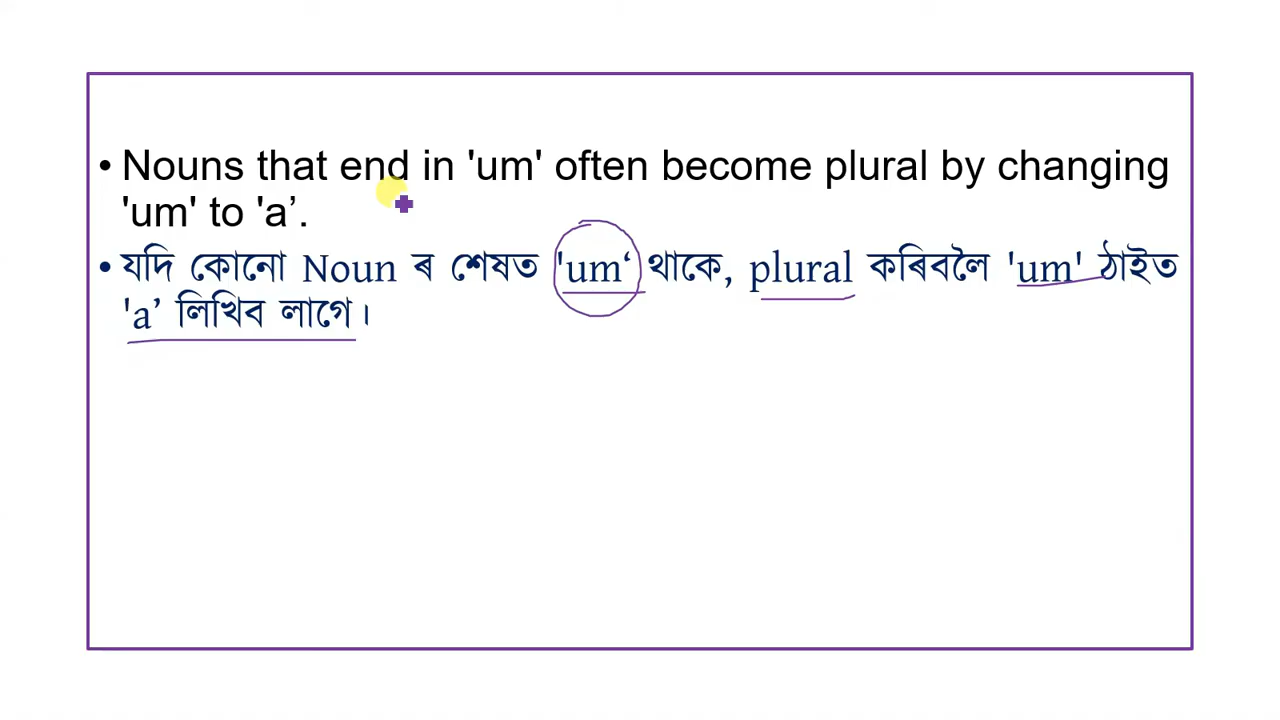 • Nouns that end in 'um' often become plural by changing
'um' to 'a’.
• যদি কোনো Noun ৰ শেষত 'um‘ থাকে, plural কৰিবলৈ 'um' ঠাইত
'a’ লিখিব লাগে।